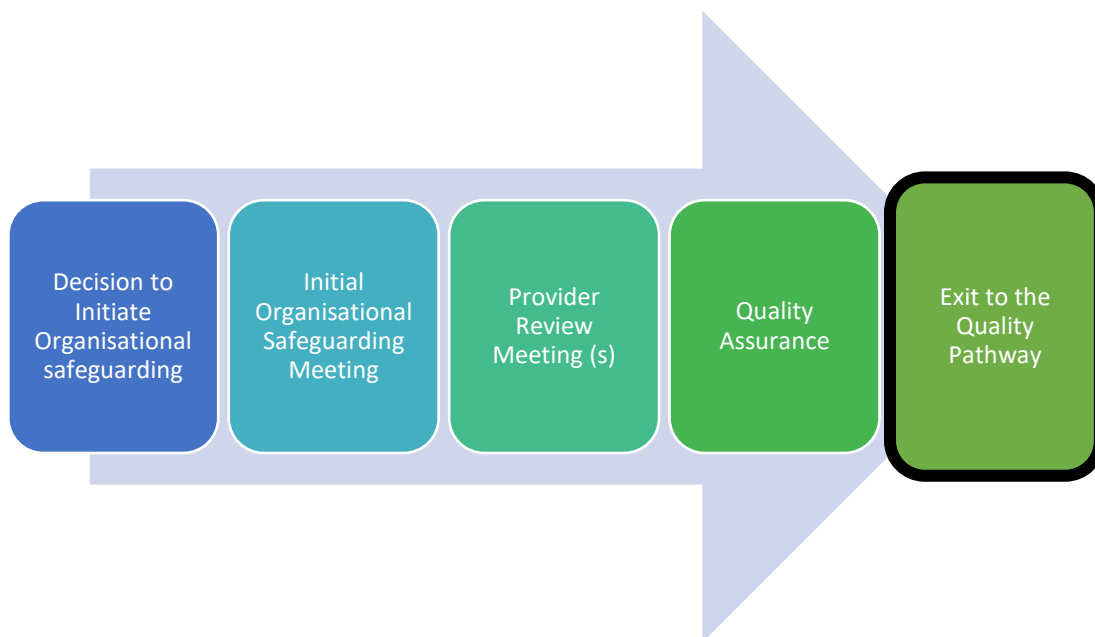 Decision to
Initiate
Organisational
safeguarding
Initial
Organisational
Safeguarding
Meeting
Provider
Review
Meeting (s)
Quality
Assurance
Exit to the
Quality
Pathway